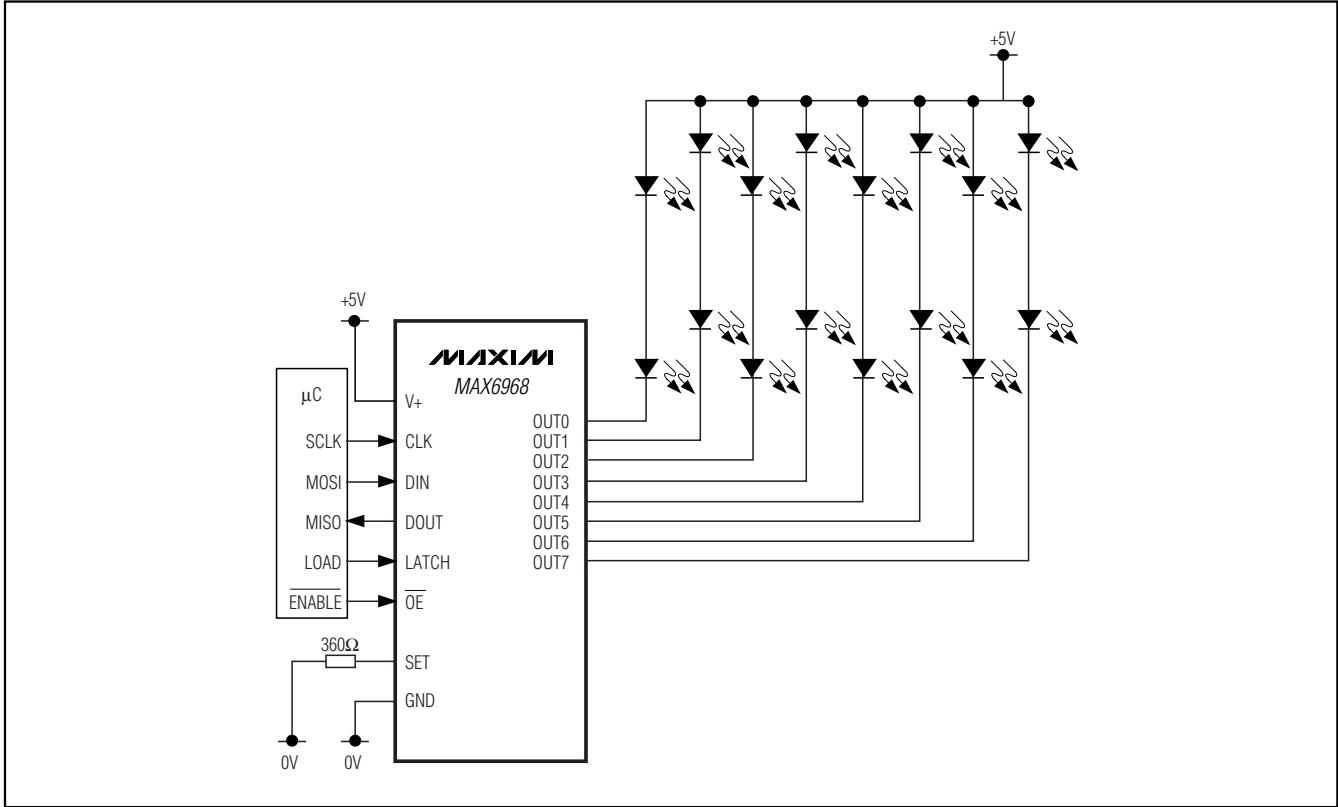 +5V
+5V
MAXIM
MAX6968
µC
V+
OUT0
SCLK
CLK
OUT1
OUT2
MOSI
DIN
OUT3
OUT4
MISO
DOUT
OUT5
OUT6
LOAD
LATCH
OUT7
ENABLE
OE
360Ω
SET
GND
0V
0V